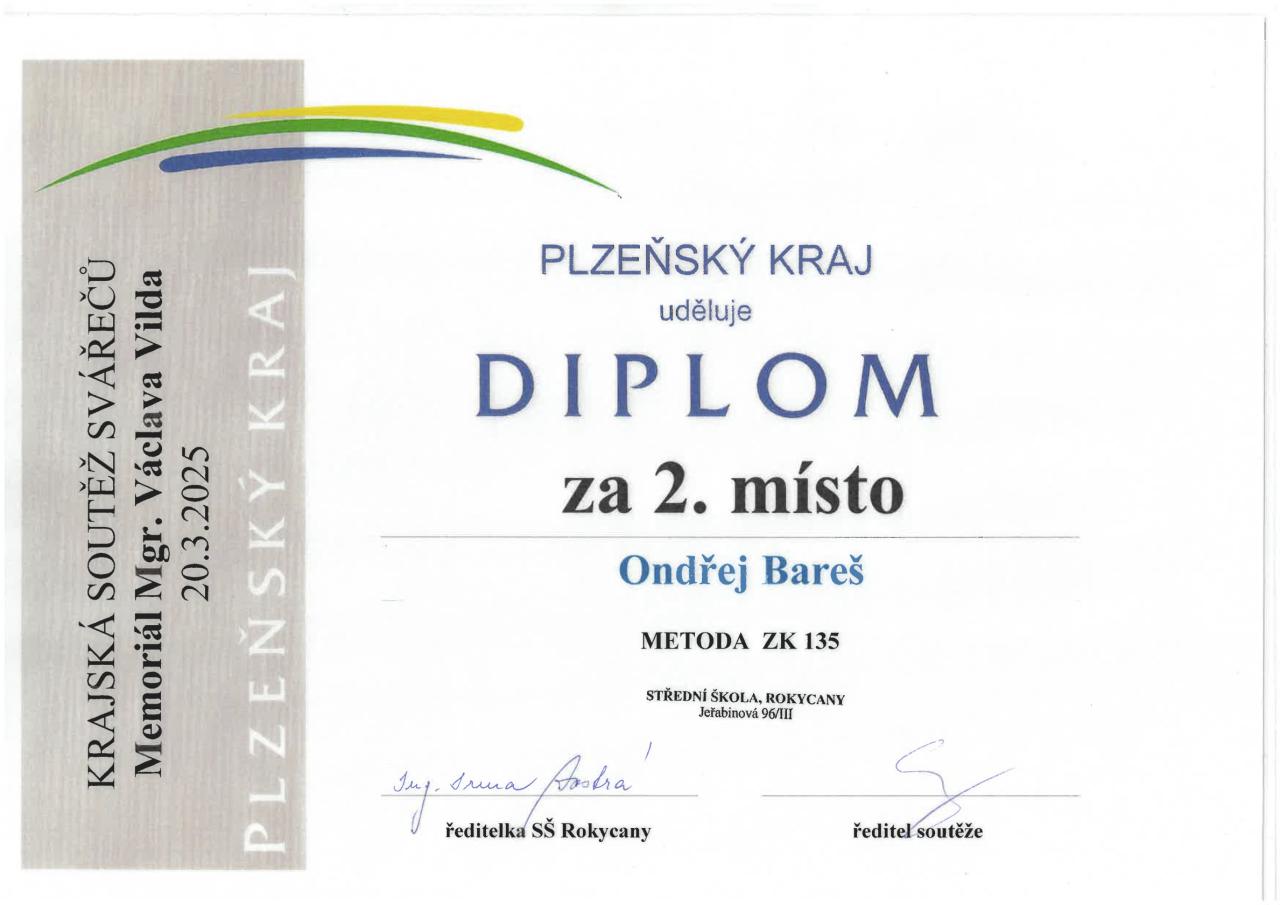 KRAJSKÁ SOUTĚŽ SVÁŘEČŮ
Memoriál Mgr. Václava Vilda
20.3.2025
PLZEŇSKÝ KRAJ
PLZEŇSKÝ KRAJ
uděluje
DIPLOM
za 2. místo
Ondřej Bareš
METODA ZK 135
STŘEDNÍ ŠKOLA, ROKYCANY
Jeřabinová 96/III
Ing.
ředitelka SŠ Rokycany
ředitel soutěže